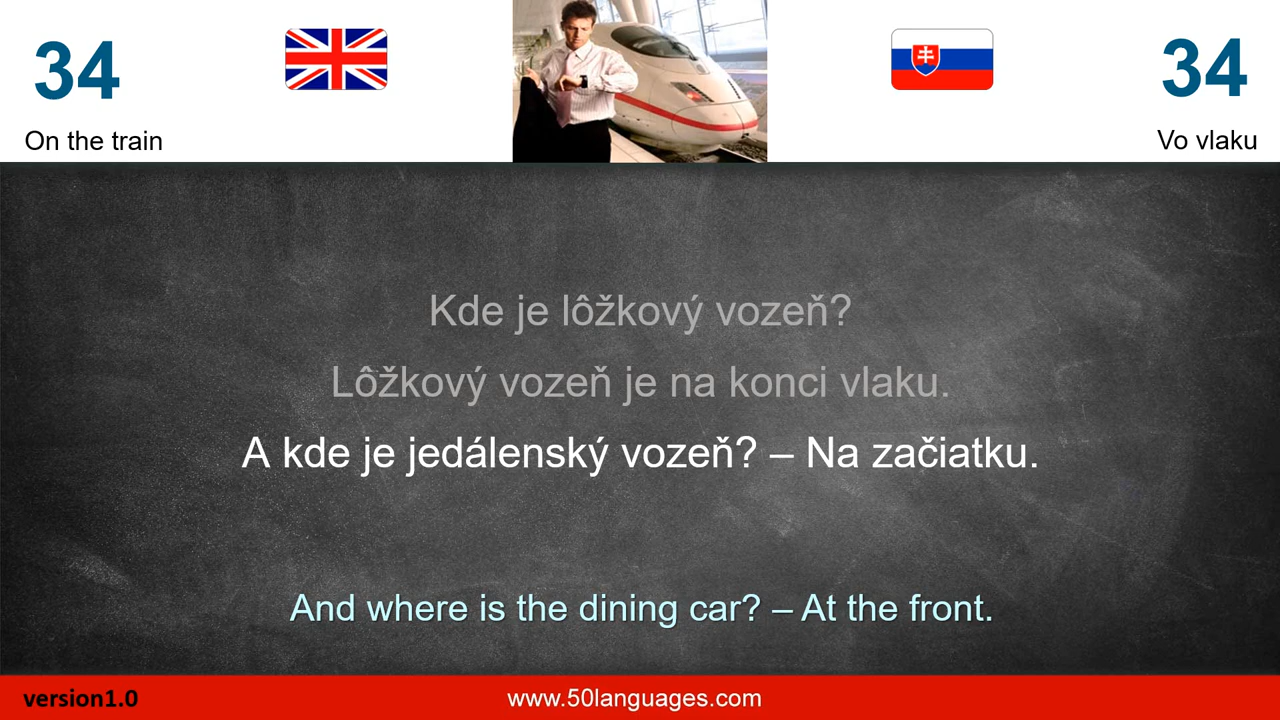 34
34
On the train
Vo vlaku
Kde je lôžkový vozeň?
Lôžkový vozeň je na konci vlaku.
A kde je jedálenský vozeň? – Na začiatku.
And where is the dining car? – At the front.
version1.0
www.50languages.com